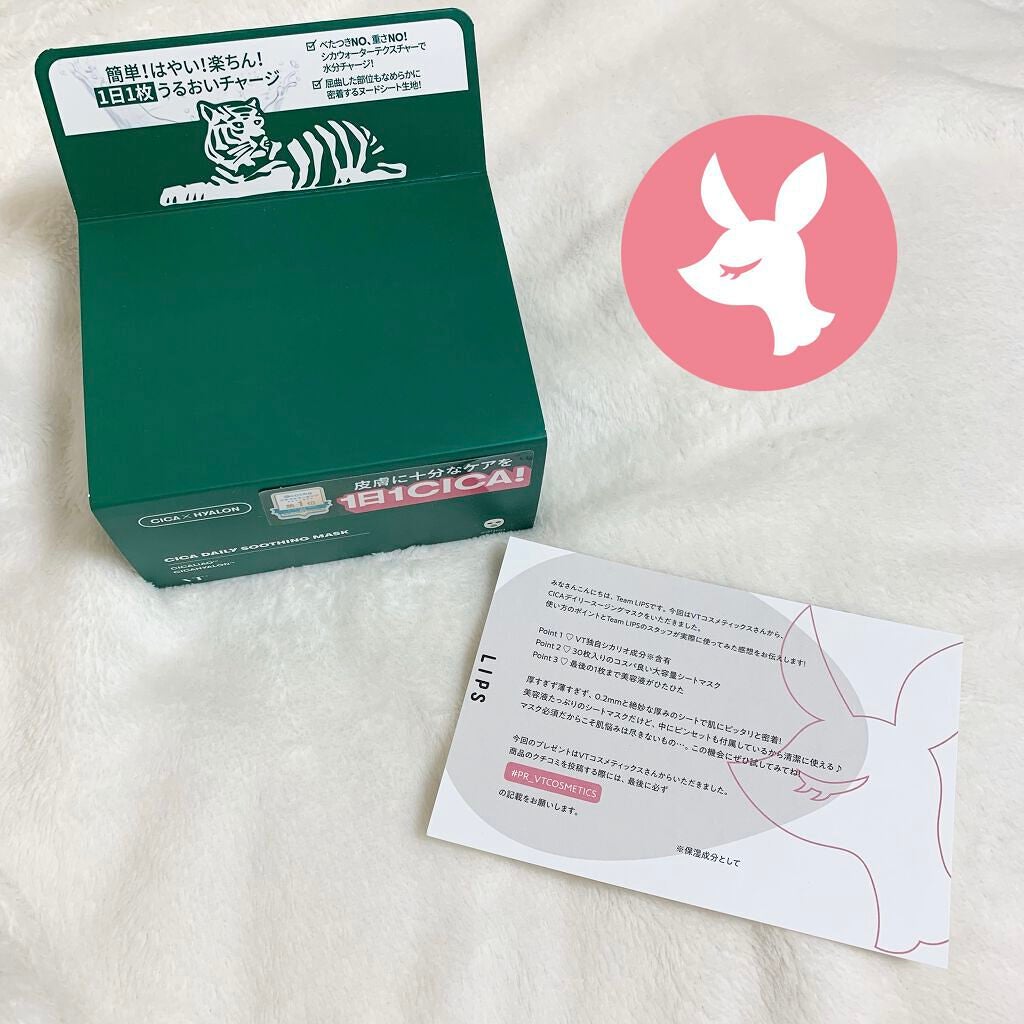 簡単!はやい!楽ちん!
1日1枚うるおいチャージ
べたつきNO、重さNO!
シカウォーターテクスチャーで
水分チャージ!
屈曲した部位もなめらかに
密着するヌードシート生地!
皮膚に十分なケアを
1日1CICA!
第1位
CICA×HYALON
CICA DAILY SOOTHING MASK
CICALIAO™
CICAHYALON™
VT
LIPS
みなさんこんにちは、Team LIPSです。今回はVTコスメティックスさんから、
CICAデイリースージングマスクをいただきました。
使い方のポイントとTeam LIPSのスタッフが実際に使ってみた感想をお伝えします!
Point 1 ♡ VT独自シカリオ成分※含有
Point 2 ♡ 30枚入りのコスパ良い大容量シートマスク
Point 3 ♡ 最後の1枚まで美容液がひたひた
厚すぎず薄すぎず、0.2mmと絶妙な厚みのシートで肌にピッタリと密着!
美容液たっぷりのシートマスクだけど、中にピンセットも付属しているから清潔に使える♪
マスク必須だからこそ肌悩みは尽きないもの…。この機会にぜひ試してみてね!
今回のプレゼントはVTコスメティックスさんからいただきました。
商品のクチコミを投稿する際には、最後に必ず
#PR_VTCOSMETICS
の記載をお願いします。
※保湿成分として